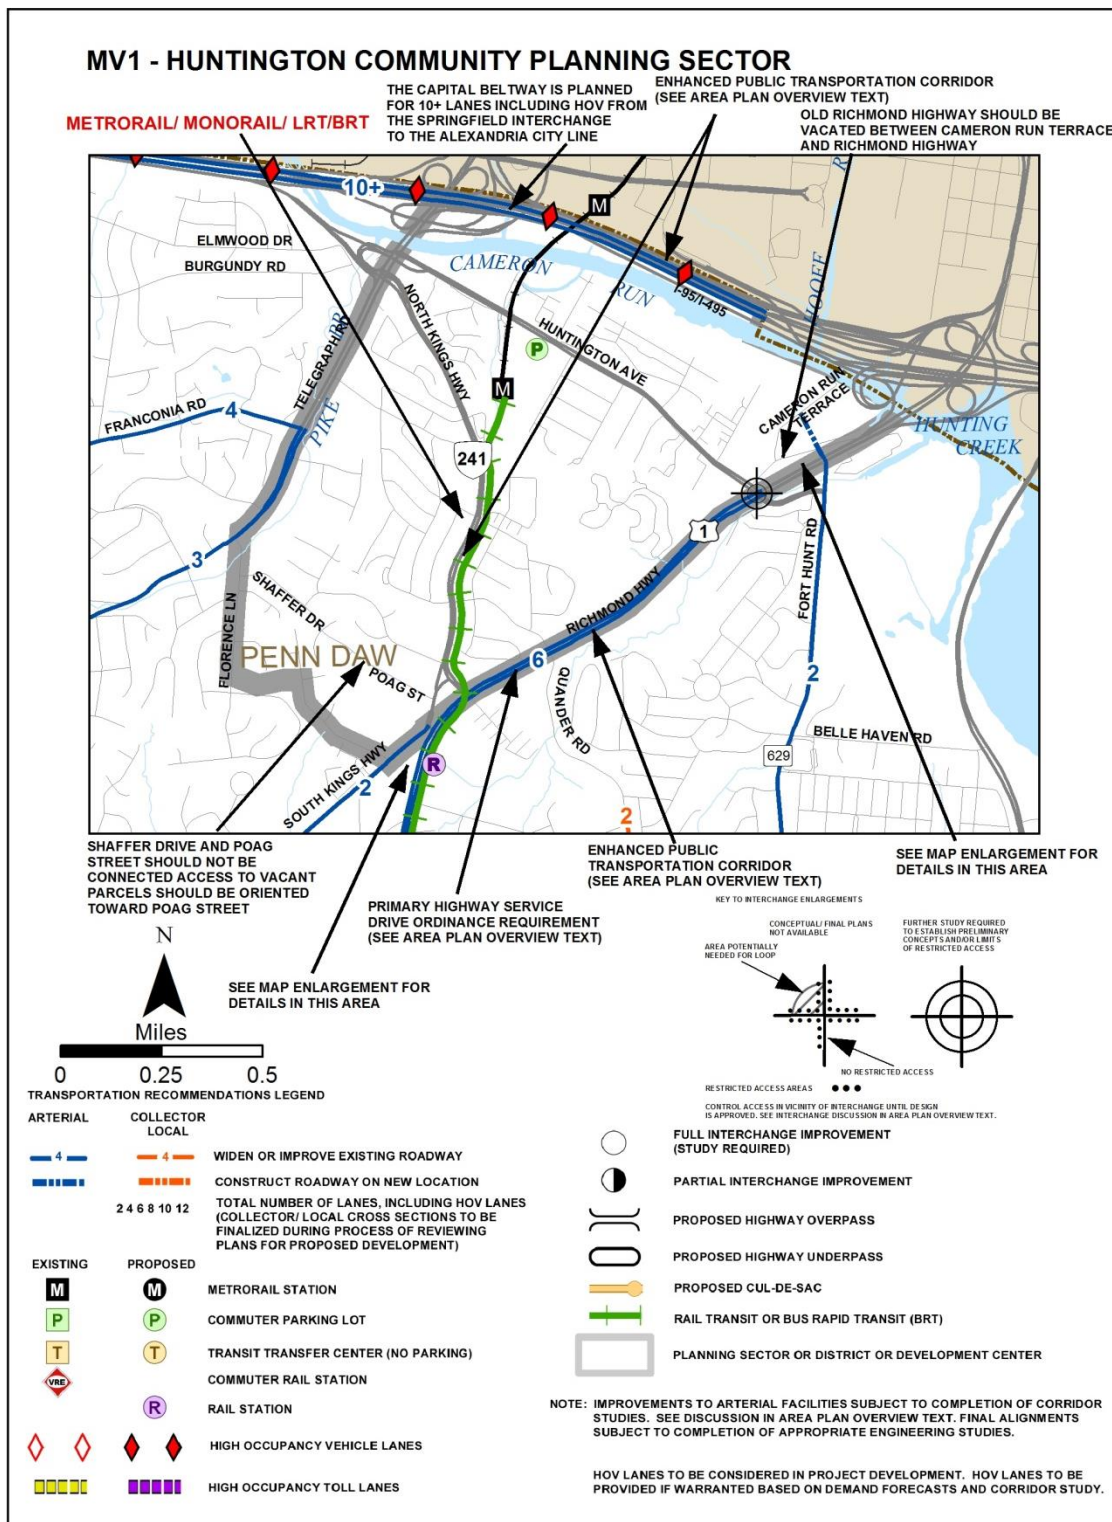 MV1 - HUNTINGTON COMMUNITY PLANNING SECTOR
METRORAIL/ MONORAIL/ LRT/BRT
THE CAPITAL BELTWAY IS PLANNED
FOR 10+ LANES INCLUDING HOV FROM
THE SPRINGFIELD INTERCHANGE
TO THE ALEXANDRIA CITY LINE
ENHANCED PUBLIC TRANSPORTATION CORRIDOR
(SEE AREA PLAN OVERVIEW TEXT)
OLD RICHMOND HIGHWAY SHOULD BE
VACATED BETWEEN CAMERON RUN TERRACE
AND RICHMOND HIGHWAY
10+
M
ELMWOOD DR
BURGUNDY RD
CAMERON
RUN
I-95/I-495
HOOFF
R
NORTH KINGS HWY
HUNTINGTON AVE
P
M
TELEGRAPH RD
PIKE
BR
FRANCONIA RD
4
CAMERON RUN
TERRACE
HUNTING
CREEK
241
1
3
SHAFFER DR
FLORENCE LN
PENN DAW
POAG ST
RICHMOND HWY
6
QUANDER RD
FORT HUNT RD
2
BELLE HAVEN RD
629
R
SOUTH KINGS HWY
2
2
SHAFFER DRIVE AND POAG
STREET SHOULD NOT BE
CONNECTED ACCESS TO VACANT
PARCELS SHOULD BE ORIENTED
TOWARD POAG STREET
PRIMARY HIGHWAY SERVICE
DRIVE ORDINANCE REQUIREMENT
(SEE AREA PLAN OVERVIEW TEXT)
ENHANCED PUBLIC
TRANSPORTATION CORRIDOR
(SEE AREA PLAN OVERVIEW TEXT)
SEE MAP ENLARGEMENT FOR
DETAILS IN THIS AREA
SEE MAP ENLARGEMENT FOR
DETAILS IN THIS AREA
KEY TO INTERCHANGE ENLARGEMENTS
CONCEPTUAL/ FINAL PLANS
NOT AVAILABLE
FURTHER STUDY REQUIRED
TO ESTABLISH PRELIMINARY
CONCEPTS AND/OR LIMITS
OF RESTRICTED ACCESS
AREA POTENTIALLY
NEEDED FOR LOOP
NO RESTRICTED ACCESS
RESTRICTED ACCESS AREAS
CONTROL ACCESS IN VICINITY OF INTERCHANGE UNTIL DESIGN
IS APPROVED. SEE INTERCHANGE DISCUSSION IN AREA PLAN OVERVIEW TEXT.
N
Miles
0 0.25 0.5
TRANSPORTATION RECOMMENDATIONS LEGEND
ARTERIAL
COLLECTOR
LOCAL
4 4 WIDEN OR IMPROVE EXISTING ROADWAY
CONSTRUCT ROADWAY ON NEW LOCATION
2 4 6 8 10 12 TOTAL NUMBER OF LANES, INCLUDING HOV LANES
(COLLECTOR/ LOCAL CROSS SECTIONS TO BE
FINALIZED DURING PROCESS OF REVIEWING
PLANS FOR PROPOSED DEVELOPMENT)
EXISTING PROPOSED
M M METRORAIL STATION
P P COMMUTER PARKING LOT
T T TRANSIT TRANSFER CENTER (NO PARKING)
VRE COMMUTER RAIL STATION
R RAIL STATION
HIGH OCCUPANCY VEHICLE LANES
HIGH OCCUPANCY TOLL LANES
FULL INTERCHANGE IMPROVEMENT
(STUDY REQUIRED)
PARTIAL INTERCHANGE IMPROVEMENT
PROPOSED HIGHWAY OVERPASS
PROPOSED HIGHWAY UNDERPASS
PROPOSED CUL-DE-SAC
RAIL TRANSIT OR BUS RAPID TRANSIT (BRT)
PLANNING SECTOR OR DISTRICT OR DEVELOPMENT CENTER
NOTE: IMPROVEMENTS TO ARTERIAL FACILITIES SUBJECT TO COMPLETION OF CORRIDOR
STUDIES. SEE DISCUSSION IN AREA PLAN OVERVIEW TEXT. FINAL ALIGNMENTS
SUBJECT TO COMPLETION OF APPROPRIATE ENGINEERING STUDIES.
HOV LANES TO BE CONSIDERED IN PROJECT DEVELOPMENT. HOV LANES TO BE
PROVIDED IF WARRANTED BASED ON DEMAND FORECASTS AND CORRIDOR STUDY.